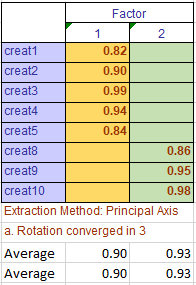 Factor
1 2
creat1 0.82
creat2 0.90
creat3 0.99
creat4 0.94
creat5 0.84
creat8 0.86
creat9 0.95
creat10 0.98
Extraction Method: Principal Axis
a. Rotation converged in 3
Average 0.90 0.93
Average 0.90 0.93